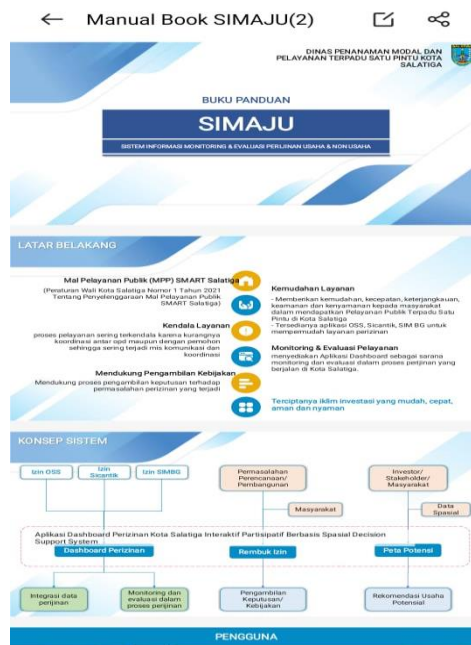 Manual Book SIMAJU(2)
DINAS PENANAMAN MODAL DAN
PELAYANAN TERPADU SATU PINTU KOTA
SALATIGA
BUKU PANDUAN
SIMAJU
SISTEM INFORMASI MONITORING & EVALUASI PERIJINAN USAHA & NON USAHA
LATAR BELAKANG
Mal Pelayanan Publik (MPP) SMART Salatiga
(Peraturan Wali Kota Salatiga Nomer 1 Tahun 2021
Tentang Penyelenggaraan Mal Pelayanan Publik
SMART Salatiga)
Kendala Layanan
proses pelayanan sering terkendala karena kurangnya
koordinasi antar opd maupun dengan pemohon
sehingga sering terjadi mis komunikasi dan
koordinasi
Mendukung Pengambilan Kebijakan
Mendukung proses pengambilan keputusan terhadap
permasalahan perizinan yang terjadi
Kemudahan Layanan
- Memberikan kemudahan, kecepatan, keterjangkauan,
keamanan dan kenyamanan kepada masyarakat
dalam mendapatkan Pelayanan Publik Terpadu Satu
Pintu di Kota Salatiga
- Tersedianya aplikasi OSS, Sicantik, SIM BG untuk
mempermudah layanan perizinan
Monitoring & Evaluasi Pelayanan
menyediakan Aplikasi Dashboard sebagai sarana
monitoring dan evaluasi dalam proses perijinan yang
berjalan di Kota Salatiga.
Terciptanya iklim investasi yang mudah, cepat,
aman dan nyaman
KONSEP SISTEM
Izin OSS
Izin
Sicantik
Izin SIMBG
Permasalahan
Perencanaan/
Pembangunan
Investor/
Stakeholder/
Masyarakat
Masyarakat
Data
Spasial
Aplikasi Dashboard Perizinan Kota Salatiga Interaktif Partisipatif Berbasis Spasial Decision
Support System
Dashboard Perizinan
Rembuk Izin
Peta Potensi
Integrasi data
perijinan
Monitoring dan
evaluasi dalam
proses perijinan
Pengambilan
Keputusan/
Kebijakan
Rekomendasi Usaha
Potensial
PENGGUNA